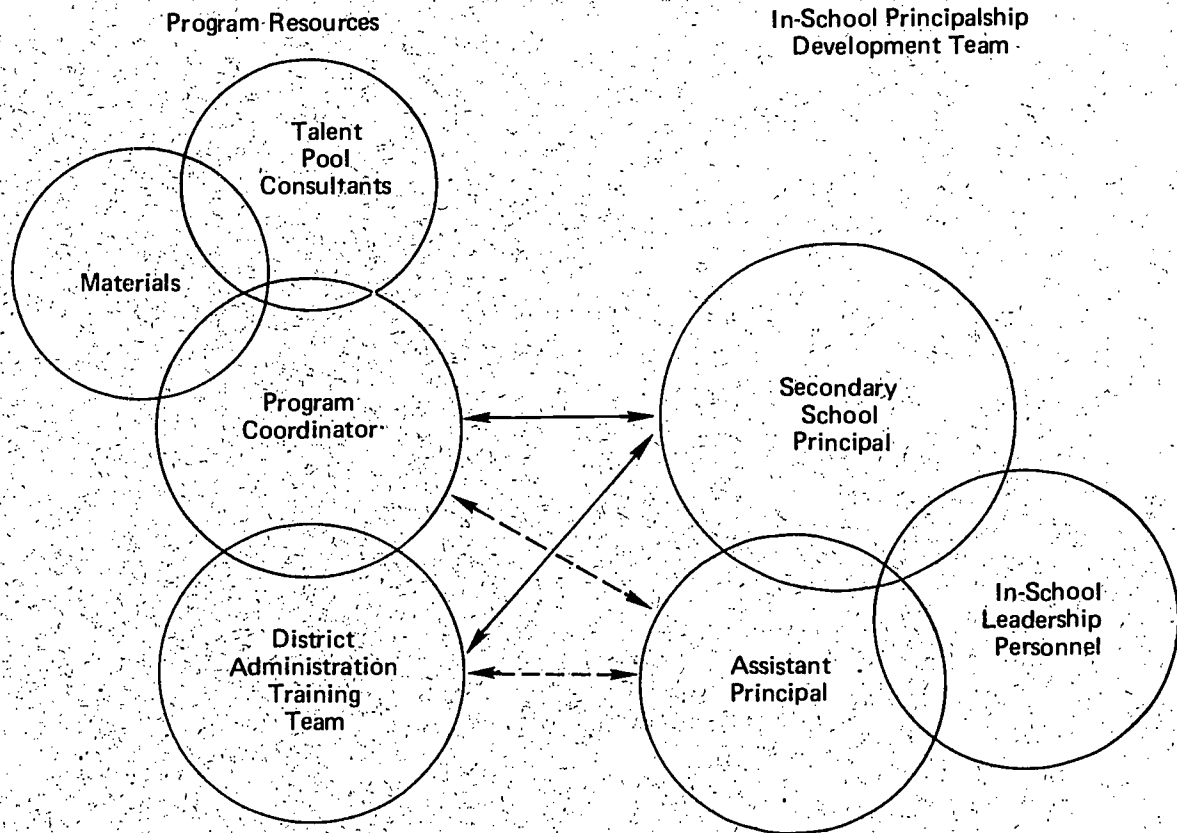 Program Resources
In-School Principalship
Development Team
Talent
Pool
Consultants
Materials
Program
Coordinator
Secondary
School
Principal
In-School
Leadership
Personnel
District
Administration
Training
Team
Assistant
Principal